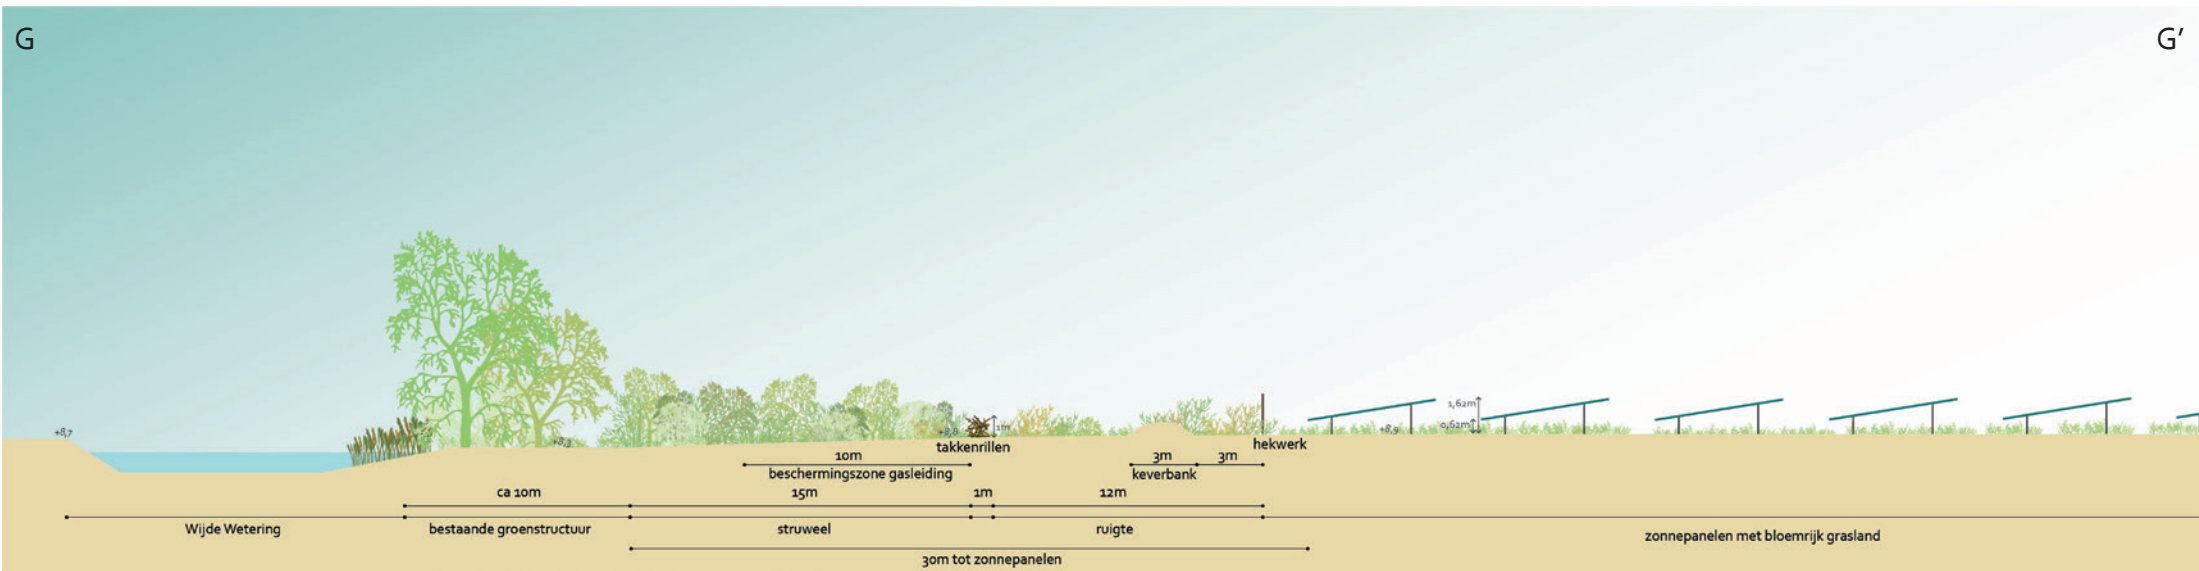 G
G'
1,62m
0,62m
+8,7
+8,3
+8,8
1m
+8,9
takkenrillen
hekwerk
10m
3m
3m
beschermingszone gasleiding
keverbank
ca 10m
15m
1m
12m
Wijde Wetering
bestaande groenstructuur
struweel
ruigte
zonnepanelen met bloemrijk grasland
30m tot zonnepanelen